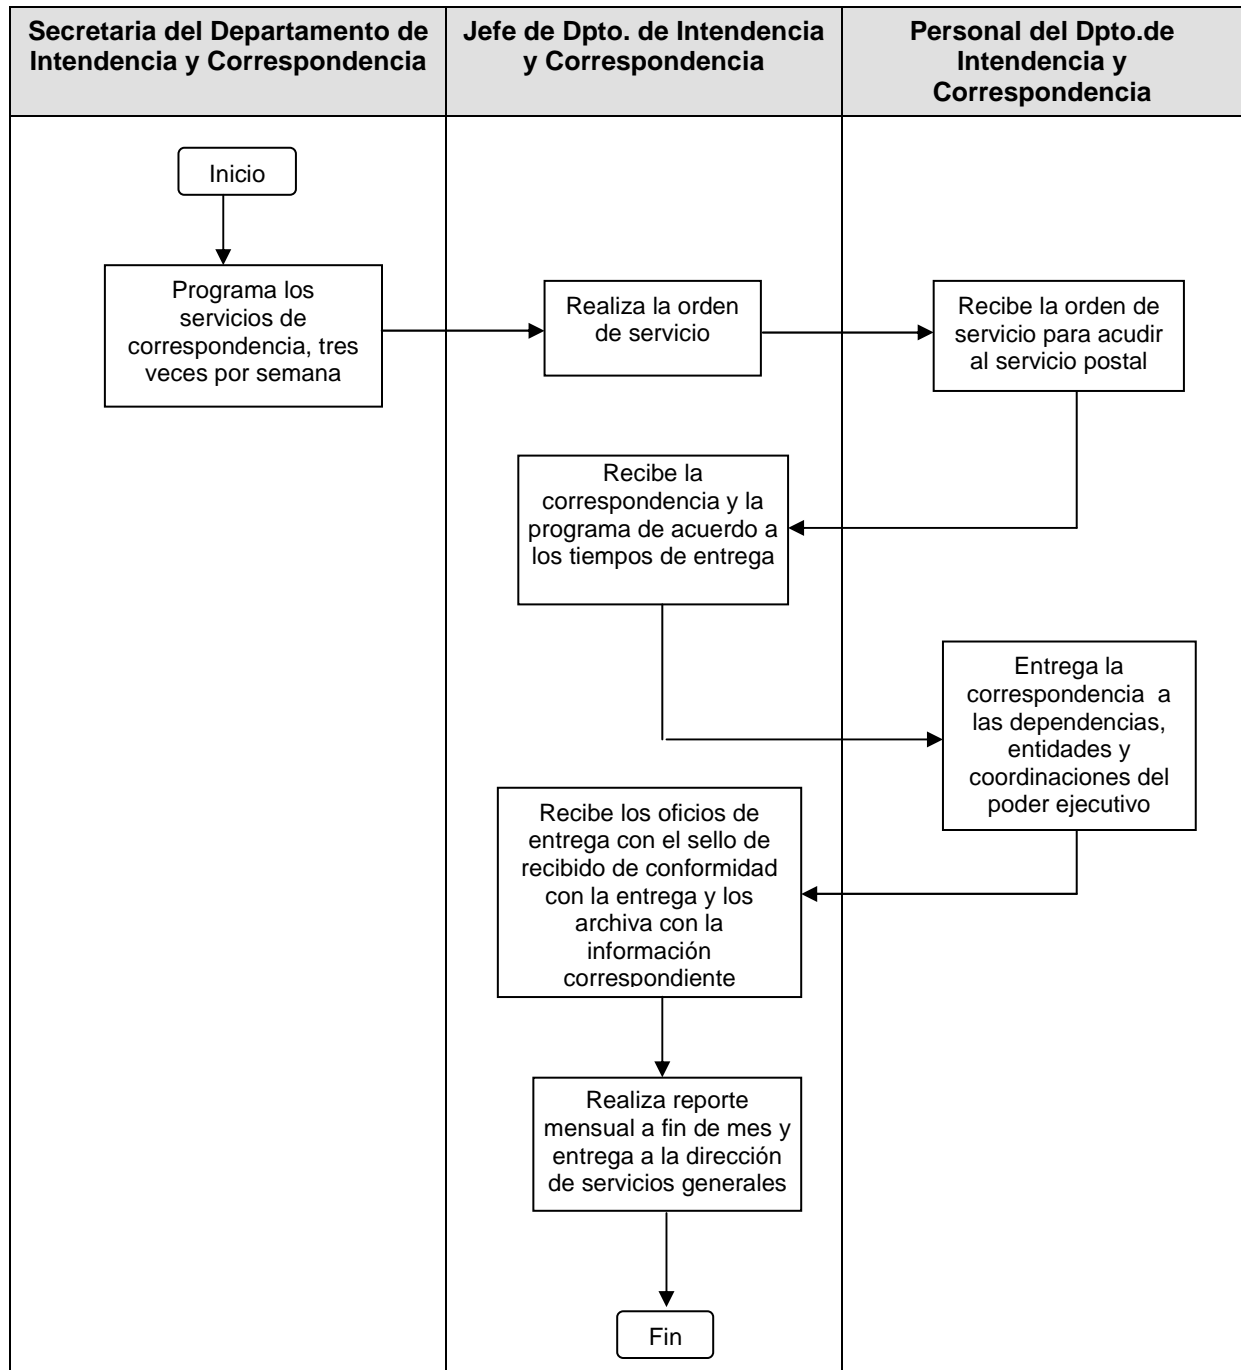 Secretaria del Departamento de
Intendencia y Correspondencia
Jefe de Dpto. de Intendencia
y Correspondencia
Personal del Dpto.de
Intendencia y
Correspondencia
Inicio
Programa los
servicios de
correspondencia, tres
veces por semana
Realiza la orden
de servicio
Recibe la orden de
servicio para acudir
al servicio postal
Recibe la
correspondencia y la
programa de acuerdo a
los tiempos de entrega
Entrega la
correspondencia a
las dependencias,
entidades y
coordinaciones del
poder ejecutivo
Recibe los oficios de
entrega con el sello de
recibido de conformidad
con la entrega y los
archiva con la
información
correspondiente
Realiza reporte
mensual a fin de mes y
entrega a la dirección
de servicios generales
Fin